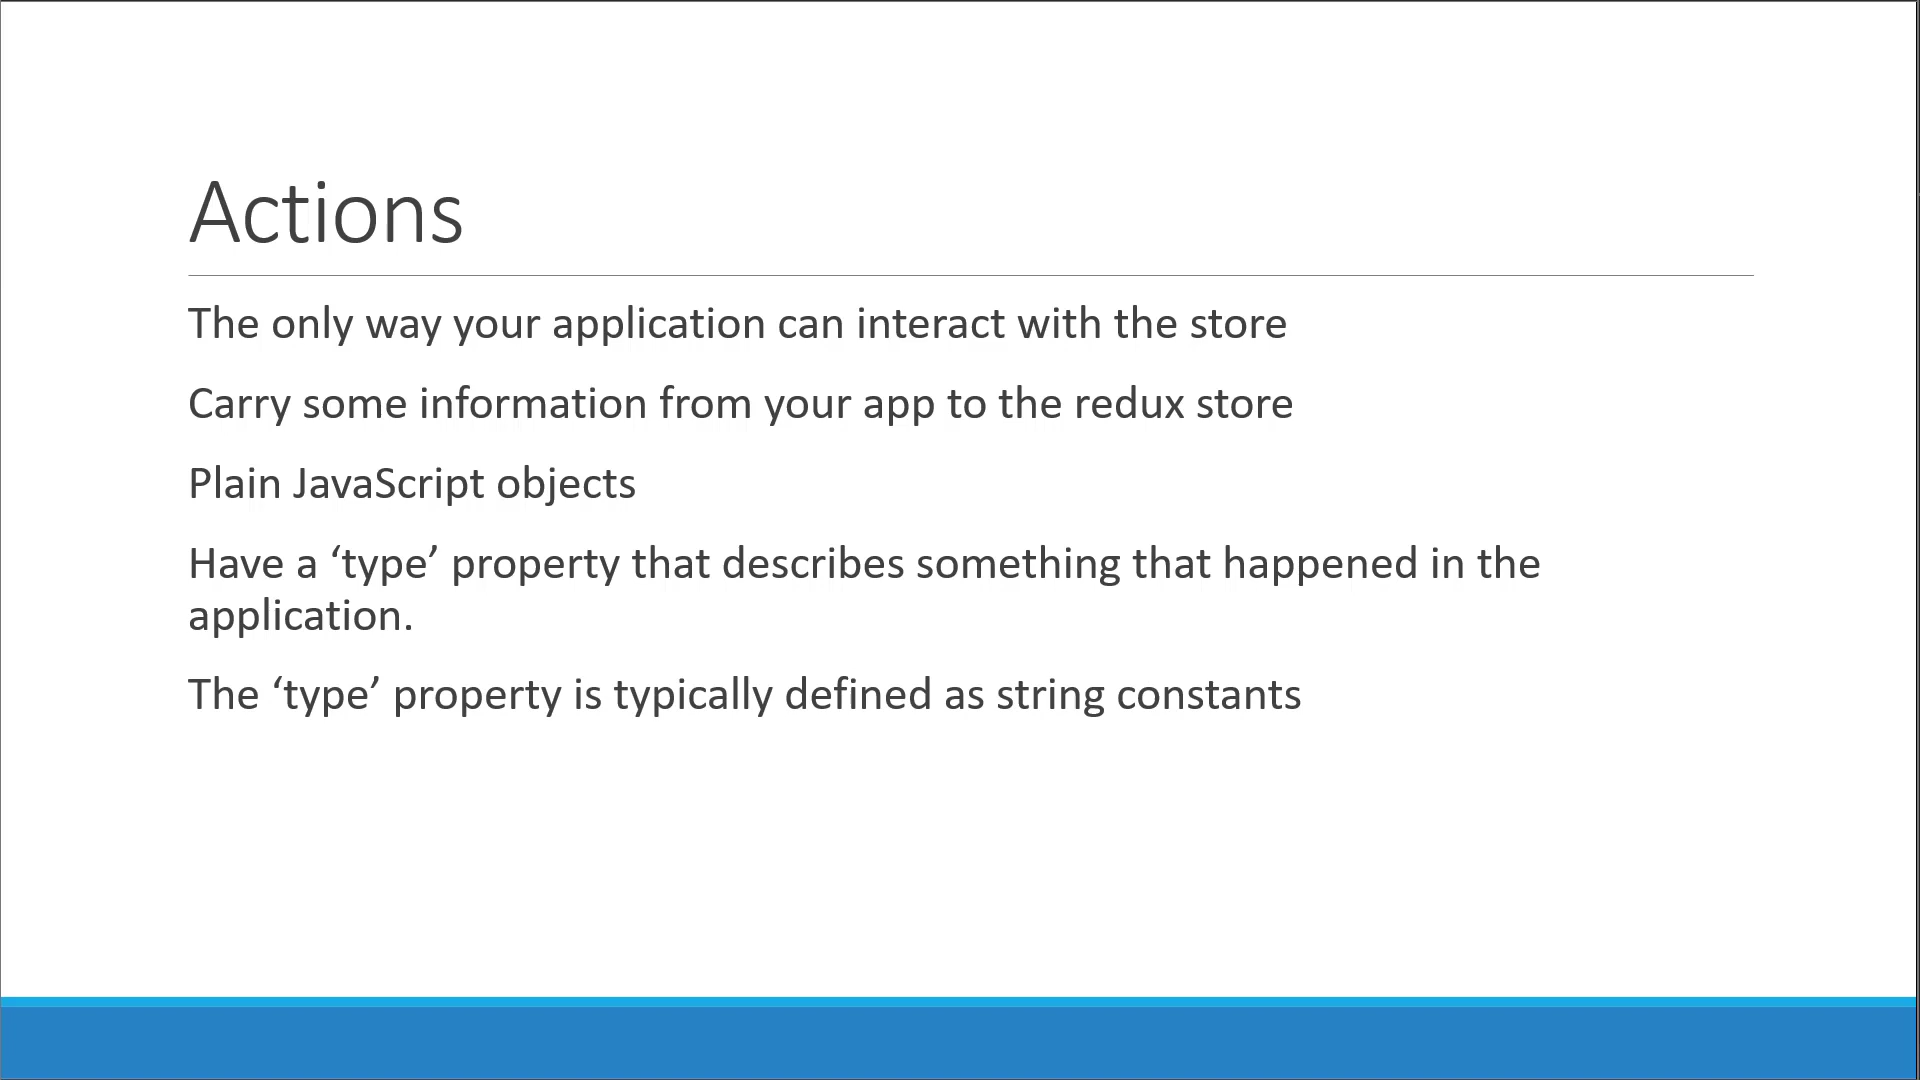 Actions
The only way your application can interact with the store
Carry some information from your app to the redux store
Plain JavaScript objects
Have a ‘type’ property that describes something that happened in the
application.
The ‘type’ property is typically defined as string constants